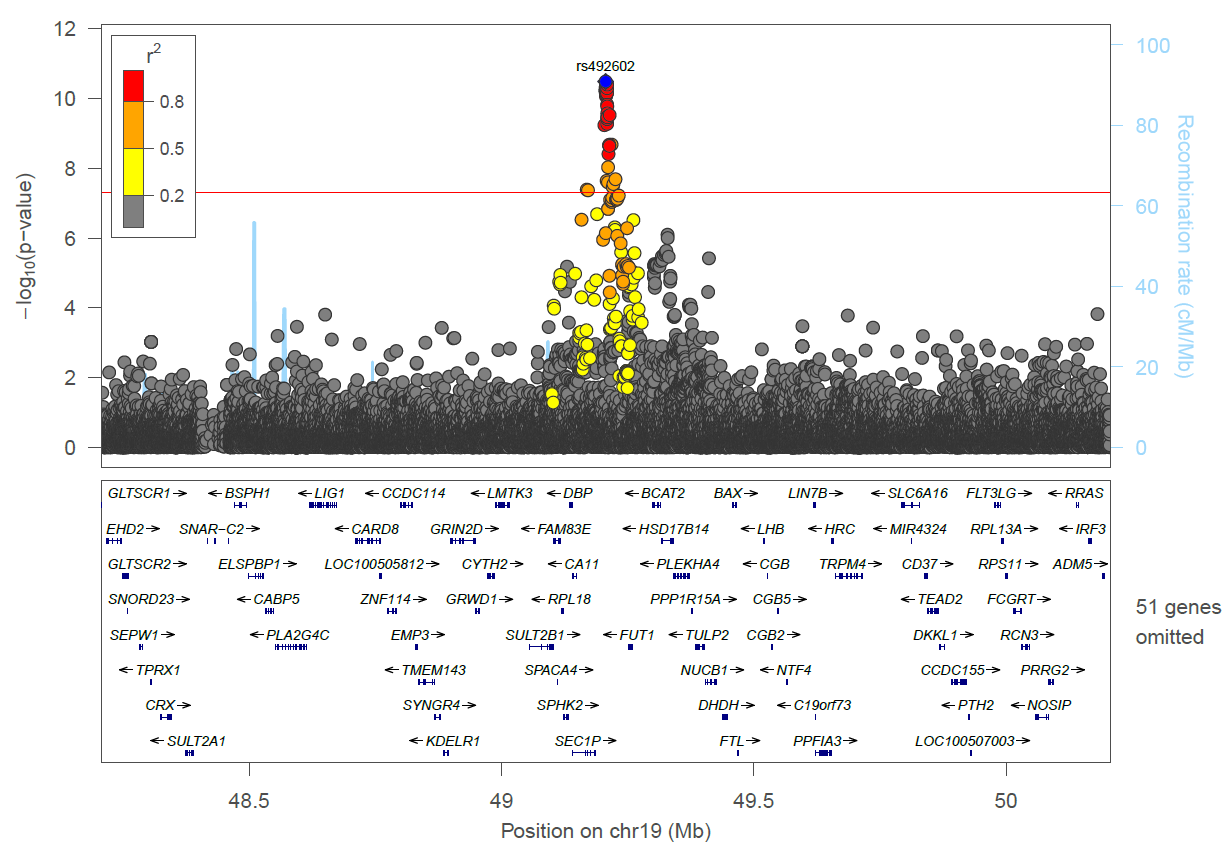 12
10
8
6
4
2
0
−log10(p−value)
r2
0.8
0.5
0.2
rs492602
100
80
60
40
20
0
Recombination rate (cM/Mb)
GLTSCR1 BSPH1 LIG1 CCDC114 LMTK3 DBP BCAT2 BAX LIN7B SLC6A16 FLT3LG RRAS
EHD2 SNAR−C2 CARD8 GRIN2D FAM83E HSD17B14 LHB HRC MIR4324 RPL13A IRF3
GLTSCR2 ELSPBP1 LOC100505812 CYTH2 CA11 PLEKHA4 CGB TRPM4 CD37 RPS11 ADM5
SNORD23 CABP5 ZNF114 GRWD1 RPL18 PPP1R15A CGB5 TEAD2 FCGRT
SEPW1 PLA2G4C EMP3 SULT2B1 FUT1 TULP2 CGB2 DKKL1 RCN3
TPRX1 TMEM143 SPACA4 NUCB1 NTF4 CCDC155 PRRG2
CRX SYNGR4 SPHK2 DHDH C19orf73 PTH2 NOSIP
SULT2A1 KDELR1 SEC1P FTL PPFIA3 LOC100507003
51 genes
omitted
48.5 49 49.5 50
Position on chr19 (Mb)